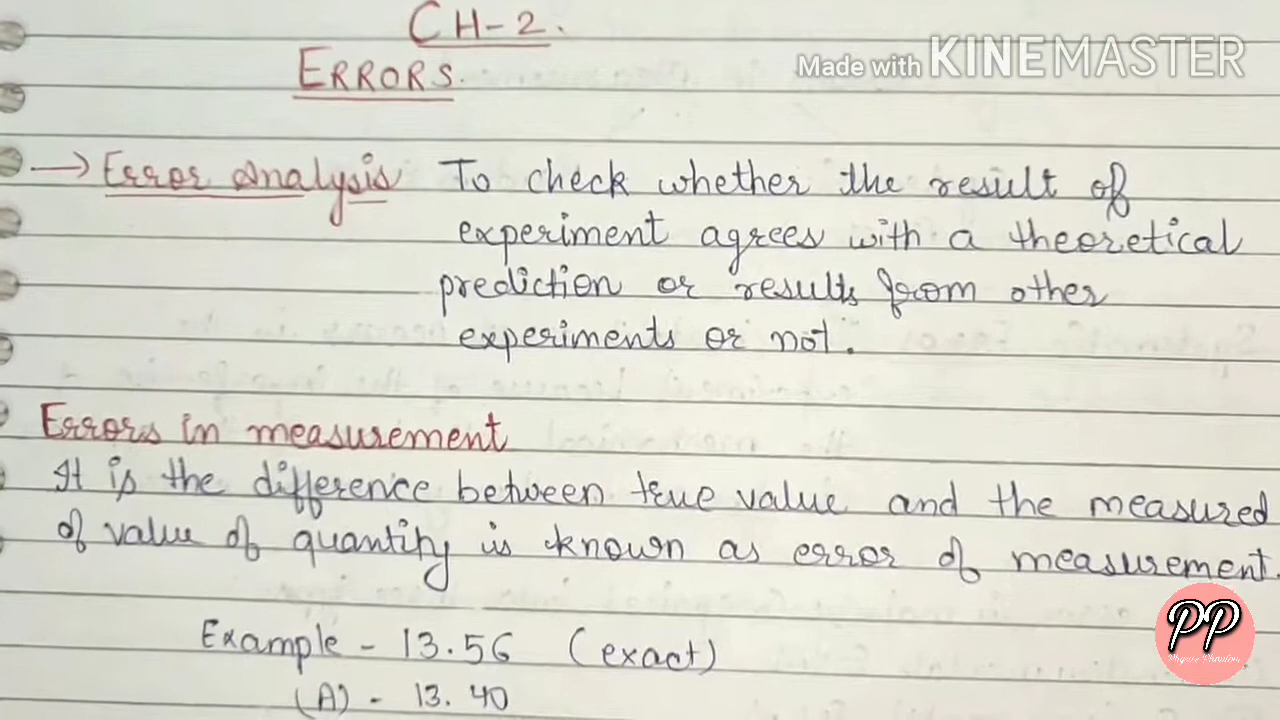 CH-2.
ERRORS.
Made with KINEMASTER
→ Error analysis To check whether the result of
experiment agrees with a theoretical
prediction or results from other
experiments or not.
Errors in measurement
It is the difference between true value and the measured
of value of quantity is known as error of measurement.
Example - 13.56 (exact)
(A) - 13.40
PP